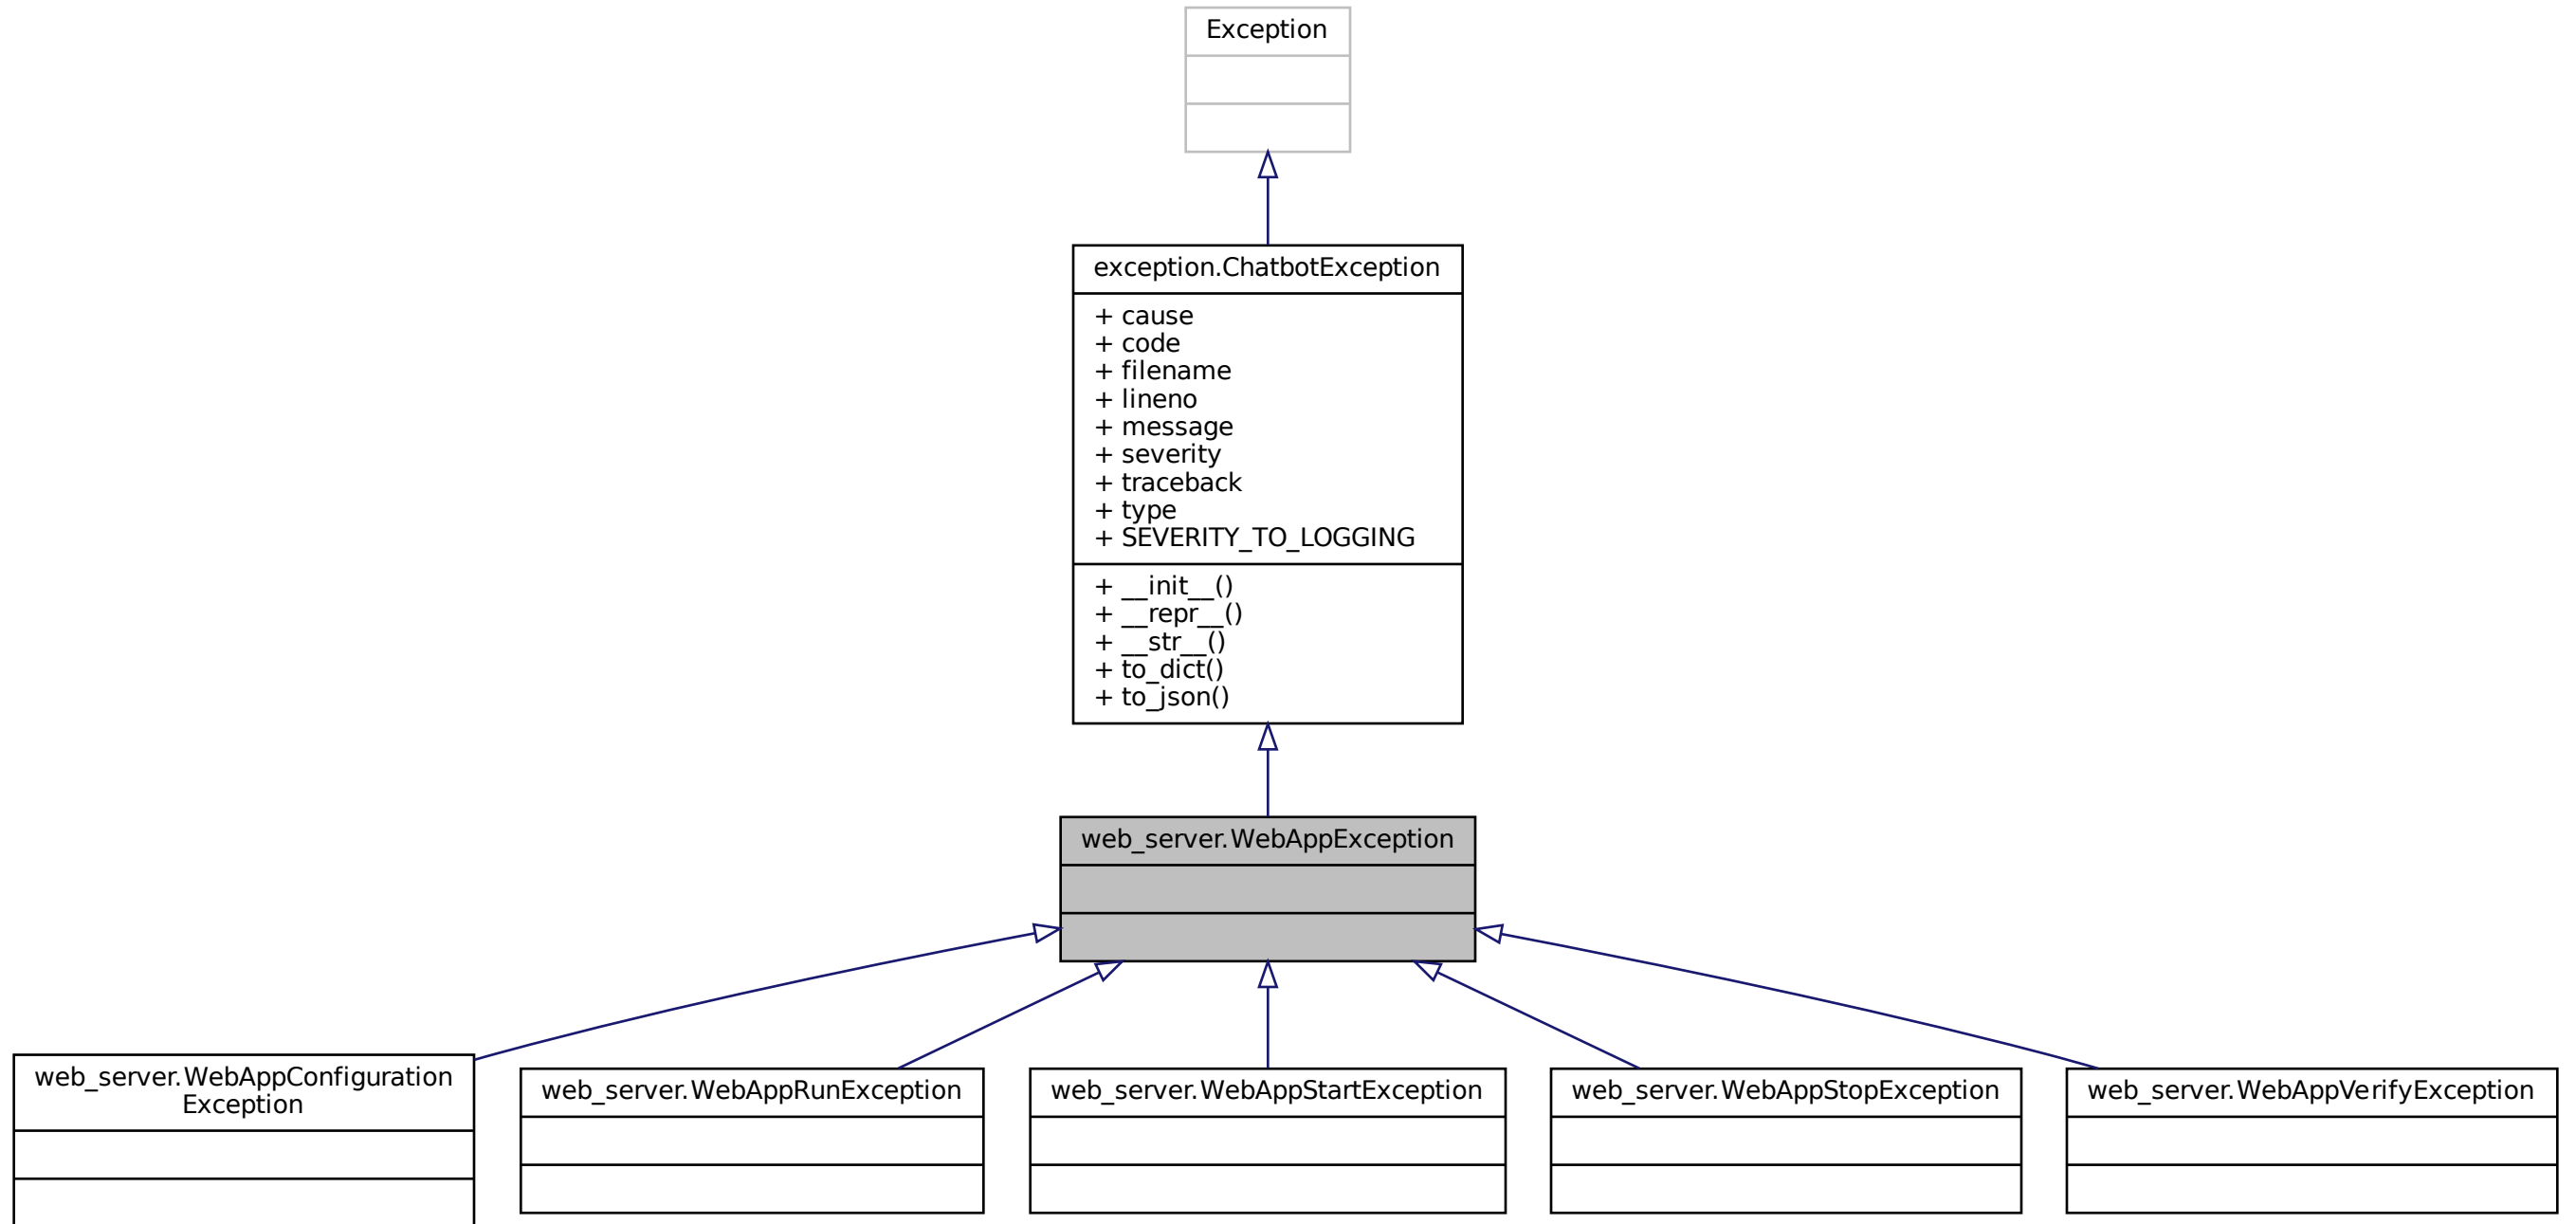 Exception
exception.ChatbotException
+ cause
+ code
+ filename
+ lineno
+ message
+ severity
+ traceback
+ type
+ SEVERITY_TO_LOGGING
+ __init__()
+ __repr__()
+ __str__()
+ to_dict()
+ to_json()
web_server.WebAppException
web_server.WebAppConfiguration
Exception
web_server.WebAppRunException
web_server.WebAppStartException
web_server.WebAppStopException
web_server.WebAppVerifyException